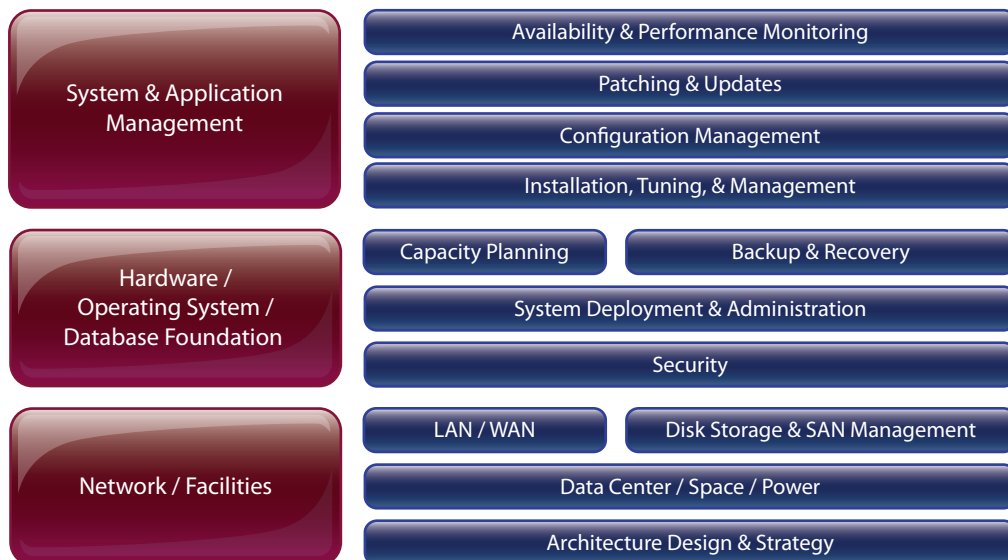 System & Application
Management
Availability & Performance Monitoring
Patching & Updates
Configuration Management
Installation, Tuning, & Management
Hardware /
Operating System /
Database Foundation
Capacity Planning
Backup & Recovery
System Deployment & Administration
Security
Network / Facilities
LAN / WAN
Disk Storage & SAN Management
Data Center / Space / Power
Architecture Design & Strategy